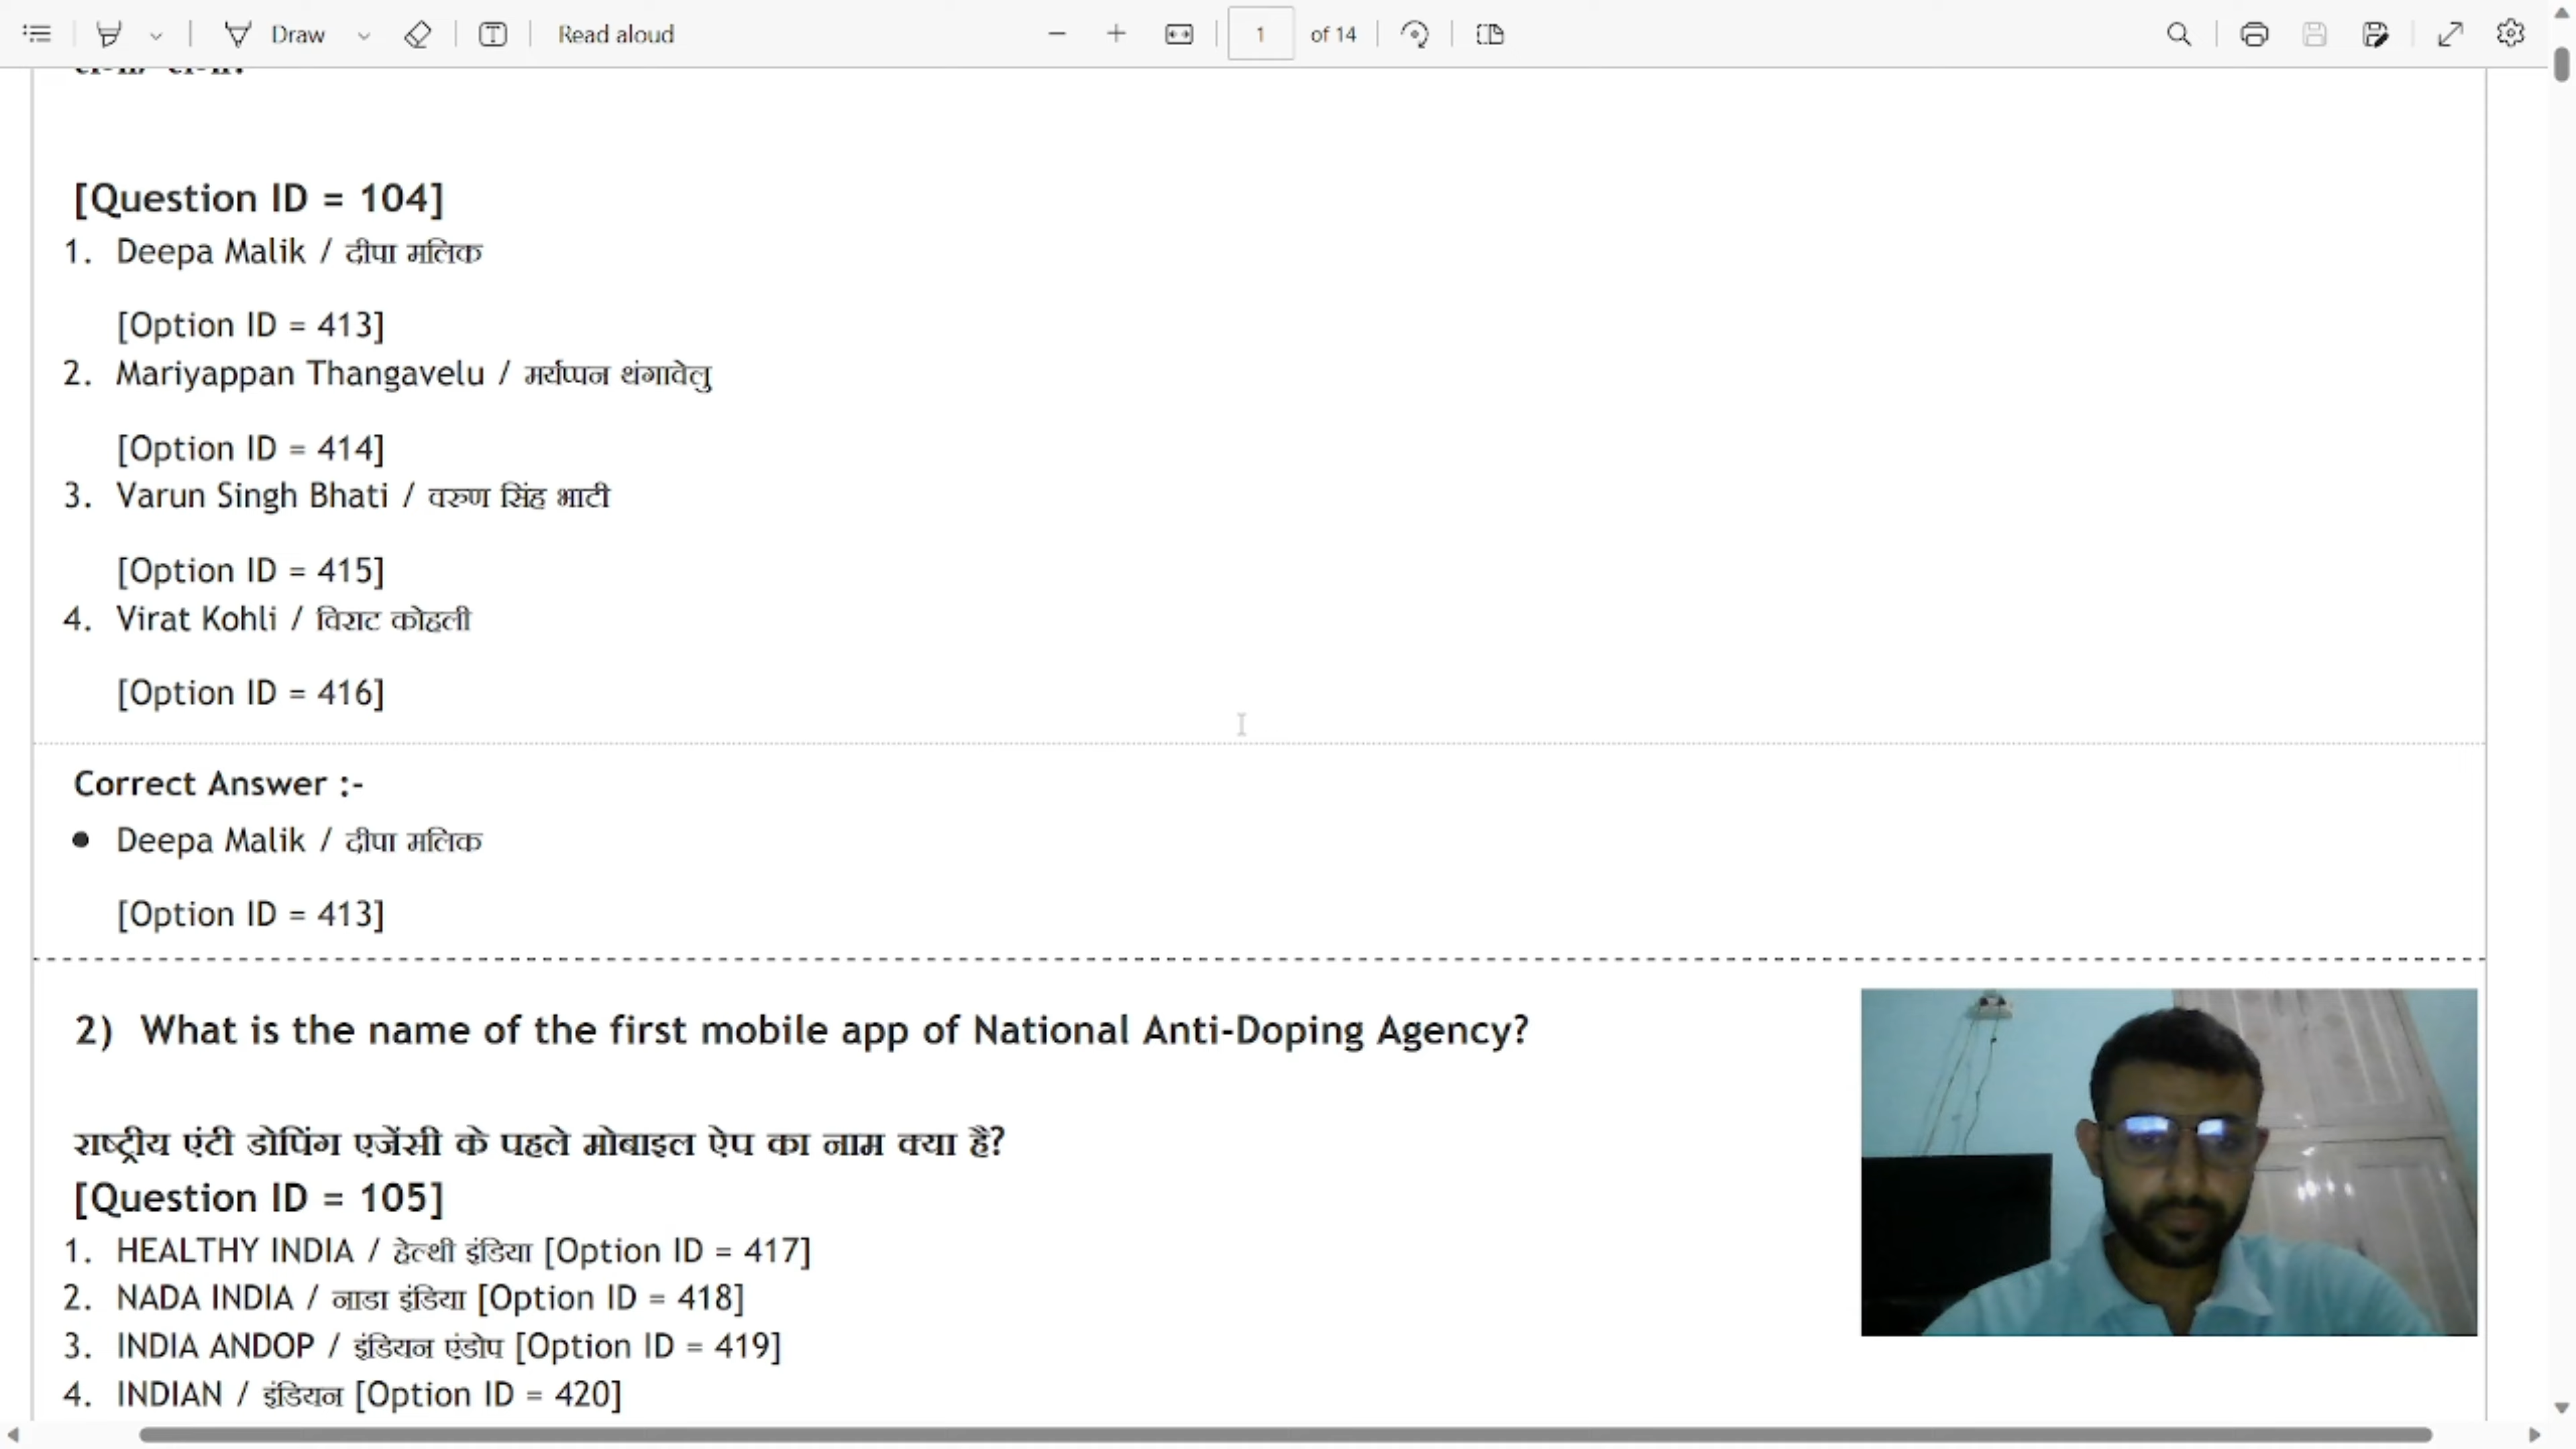 Draw
Read aloud
1 of 14
[Question ID = 104]
1. Deepa Malik / दीपा मलिक
[Option ID = 413]
2. Mariyappan Thangavelu / मर्यप्पन थंगावेलु
[Option ID = 414]
3. Varun Singh Bhati / वरुण सिंह भाटी
[Option ID = 415]
4. Virat Kohli / विराट कोहली
[Option ID = 416]
Correct Answer :-
• Deepa Malik / दीपा मलिक
[Option ID = 413]
2) What is the name of the first mobile app of National Anti-Doping Agency?
राष्ट्रीय एंटी डोपिंग एजेंसी के पहले मोबाइल ऐप का नाम क्या है?
[Question ID = 105]
1. HEALTHY INDIA / हेल्थी इंडिया [Option ID = 417]
2. NADA INDIA / नाडा इंडिया [Option ID = 418]
3. INDIA ANDOP / इंडियन एंडोप [Option ID = 419]
4. INDIAN / इंडियन [Option ID = 420]